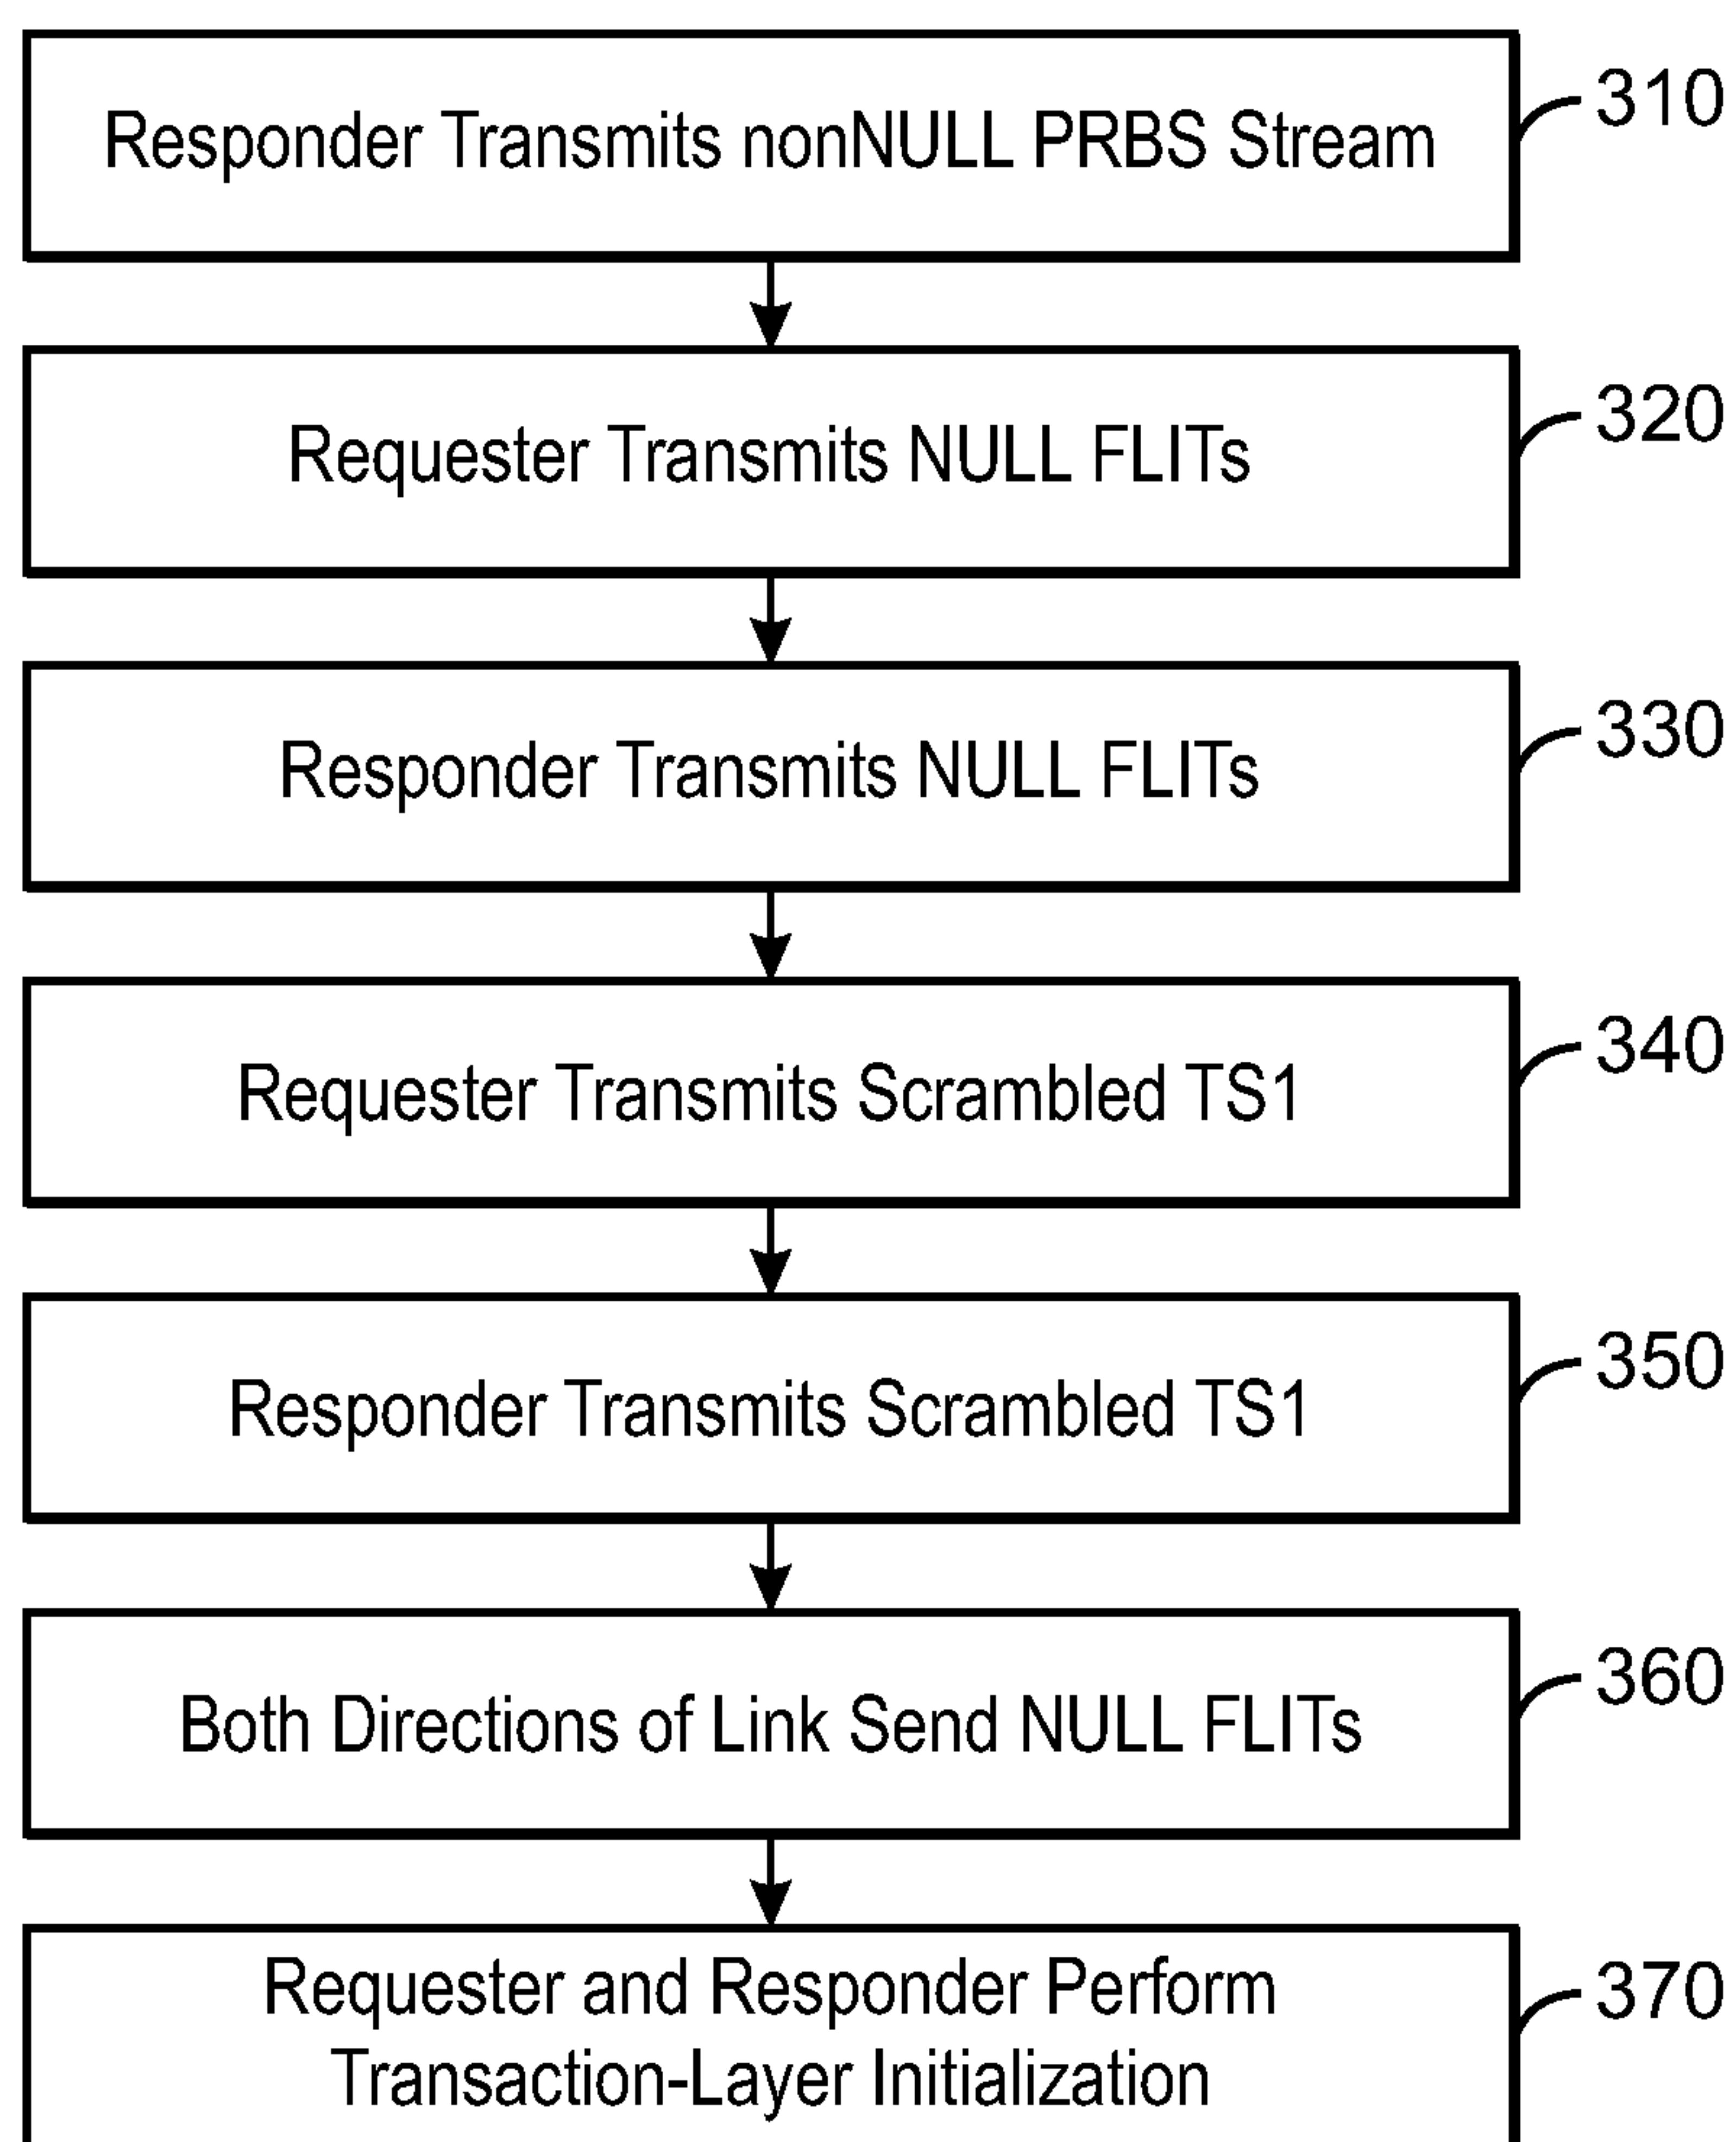 Responder Transmits nonNULL PRBS Stream
310
Requester Transmits NULL FLITs
320
Responder Transmits NULL FLITs
330
Requester Transmits Scrambled TS1
340
Responder Transmits Scrambled TS1
350
Both Directions of Link Send NULL FLITs
360
Requester and Responder Perform
Transaction-Layer Initialization
370